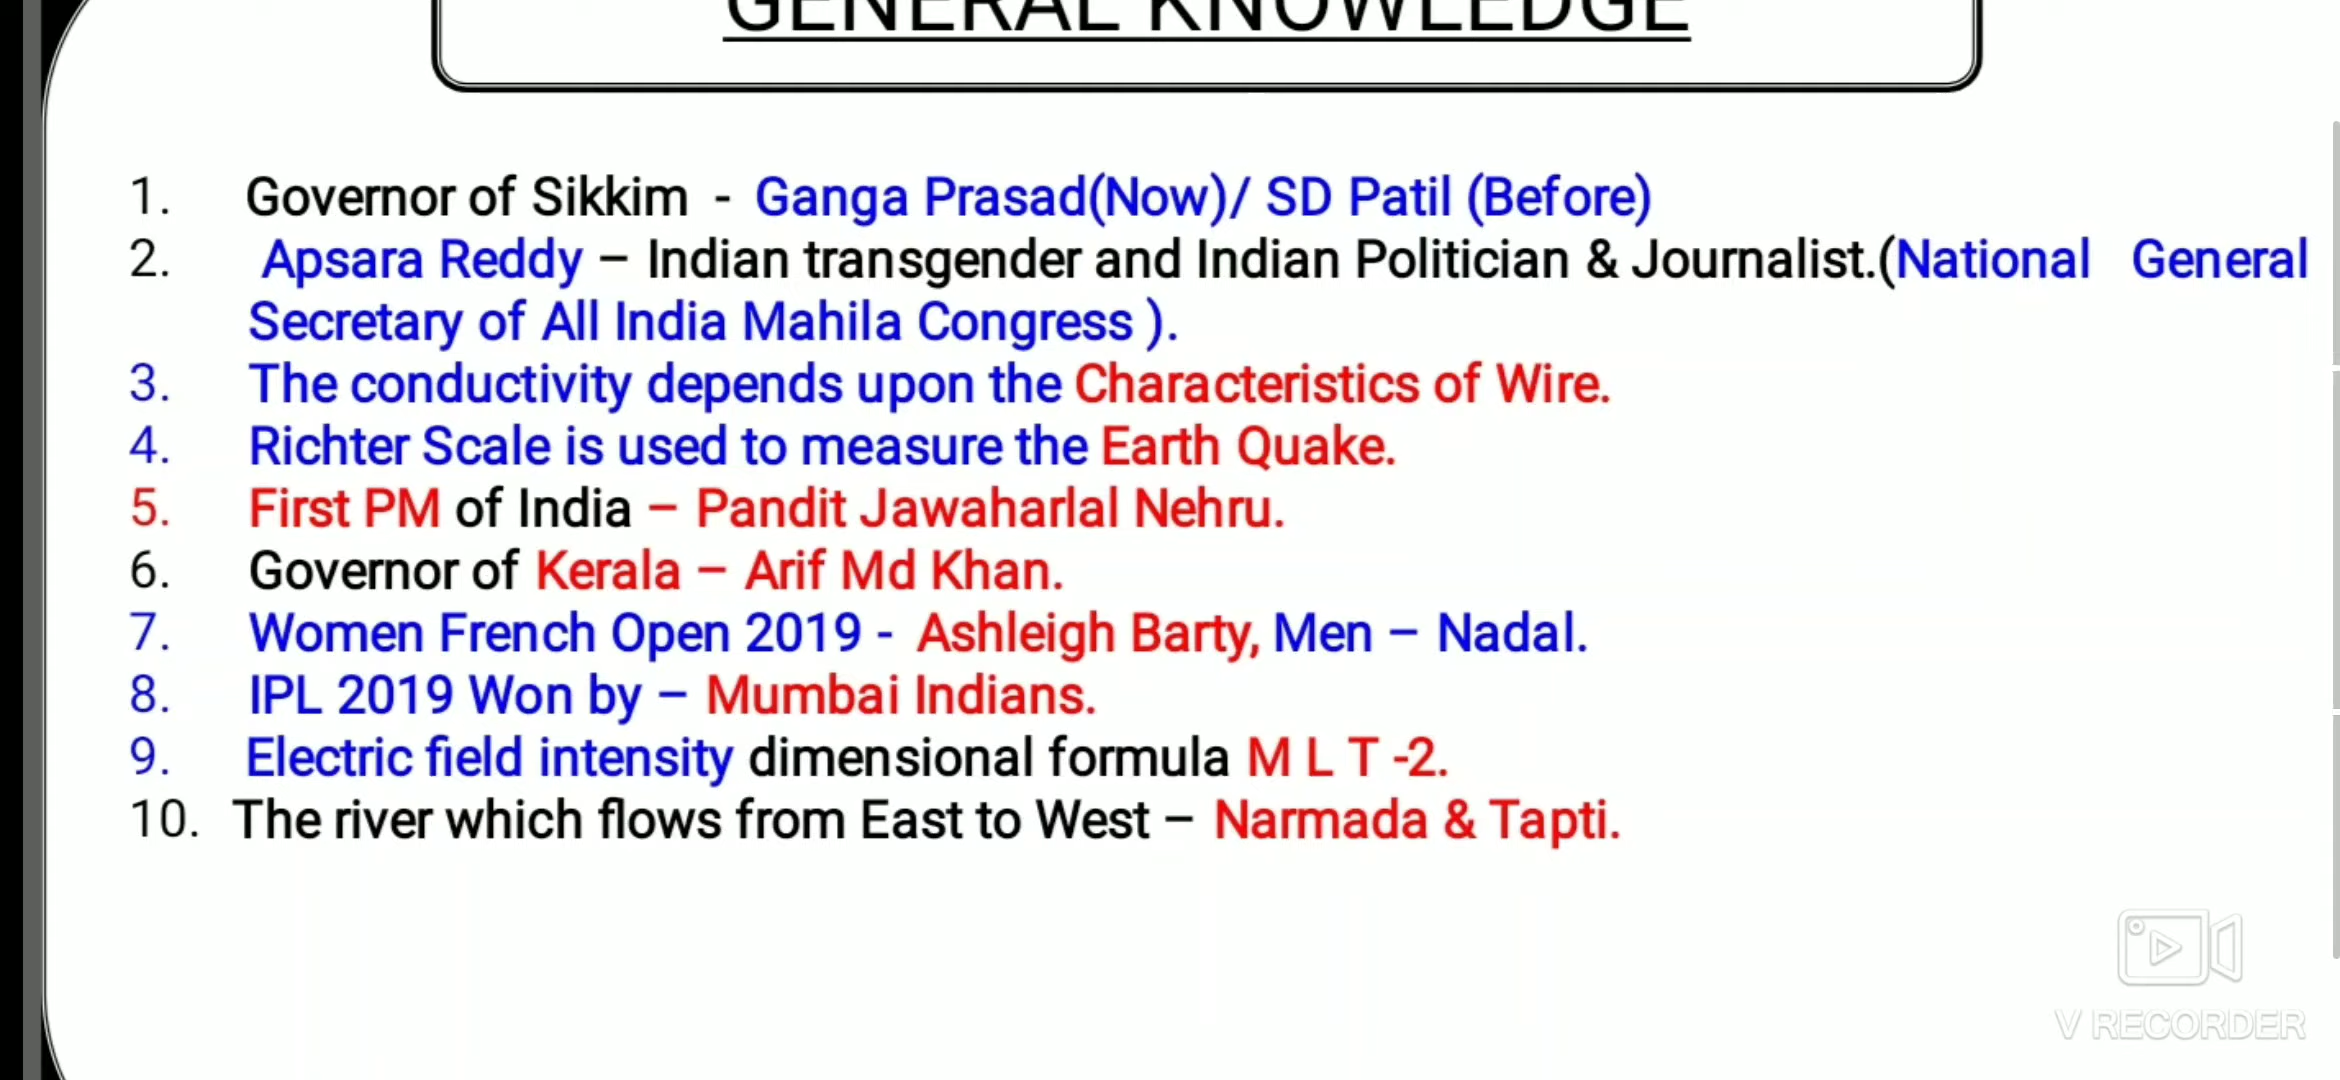 GENERAL KNOWLEDGE
1. Governor of Sikkim - Ganga Prasad(Now)/ SD Patil (Before)
2. Apsara Reddy – Indian transgender and Indian Politician & Journalist.(National General
Secretary of All India Mahila Congress ).
3. The conductivity depends upon the Characteristics of Wire.
4. Richter Scale is used to measure the Earth Quake.
5. First PM of India – Pandit Jawaharlal Nehru.
6. Governor of Kerala – Arif Md Khan.
7. Women French Open 2019 - Ashleigh Barty, Men – Nadal.
8. IPL 2019 Won by – Mumbai Indians.
9. Electric field intensity dimensional formula M L T -2.
10. The river which flows from East to West – Narmada & Tapti.
V RECORDER